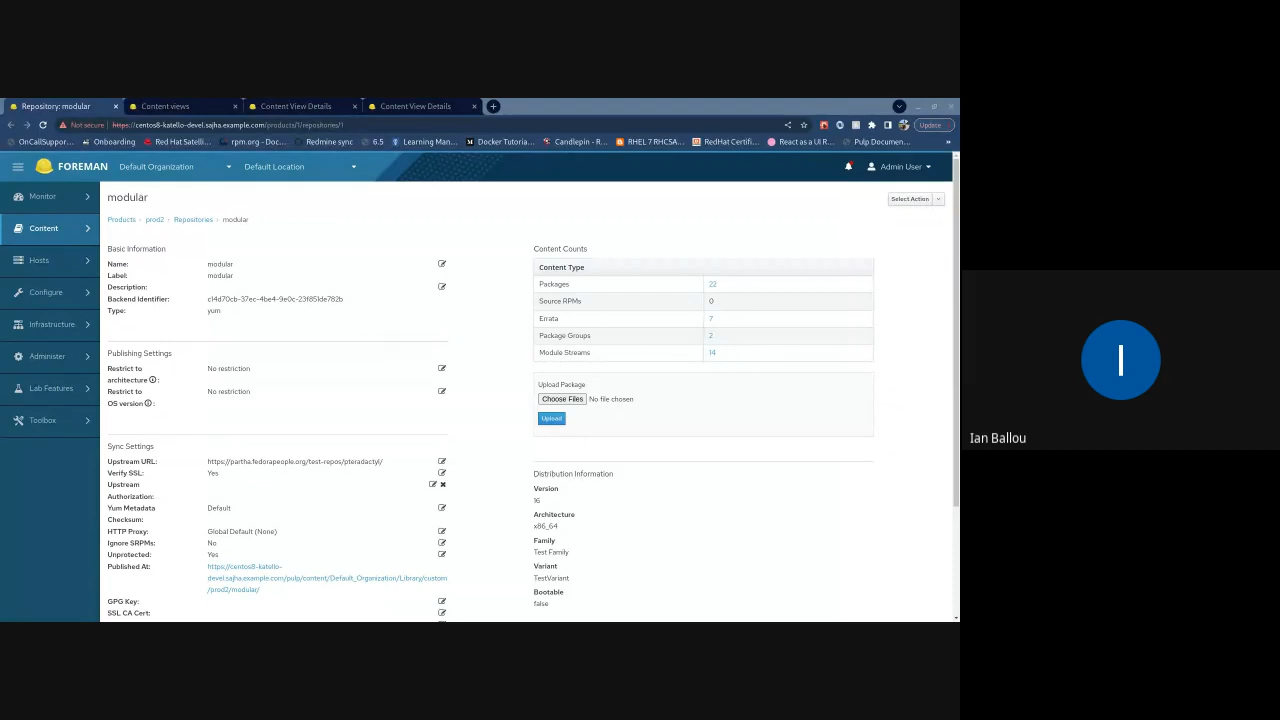 Repository: modular
Content views
Content View Details
Content View Details
Not secure https://centos8-katello-devel.sajha.example.com/products/1/repositories/1
Update
OnCallSuppor...
Onboarding
Red Hat Satelli...
rpm.org - Doc...
Redmine sync
6.5
Learning Man...
Docker Tutoria...
Candlepin - R...
RHEL 7 RHCSA...
RedHat Certifi...
React as a UI R...
Pulp Documen...
»
FOREMAN
Default Organization
Default Location
Admin User
Monitor
Content
Hosts
Configure
Infrastructure
Administer
Lab Features
Toolbox
modular
Select Action
Products › prod2 › Repositories › modular
Basic Information
Name: modular
Label: modular
Description:
Backend Identifier: c14d70cb-37ec-4be4-9e0c-23f851de782b
Type: yum
Publishing Settings
Restrict to No restriction
architecture :
Restrict to No restriction
OS version :
Sync Settings
Upstream URL: https://partha.fedorapeople.org/test-repos/pteradactyl/
Verify SSL: Yes
Upstream
Authorization:
Yum Metadata Default
Checksum:
HTTP Proxy: Global Default (None)
Ignore SRPMs: No
Unprotected: Yes
Published At: https://centos8-katello-
devel.sajha.example.com/pulp/content/Default_Organization/Library/custom
/prod2/modular/
GPG Key:
SSL CA Cert:
Content Counts
Content Type
Packages 22
Source RPMs 0
Errata 7
Package Groups 2
Module Streams 14
Upload Package
Choose Files No file chosen
Upload
Distribution Information
Version
16
Architecture
x86_64
Family
Test Family
Variant
TestVariant
Bootable
false
I
Ian Ballou